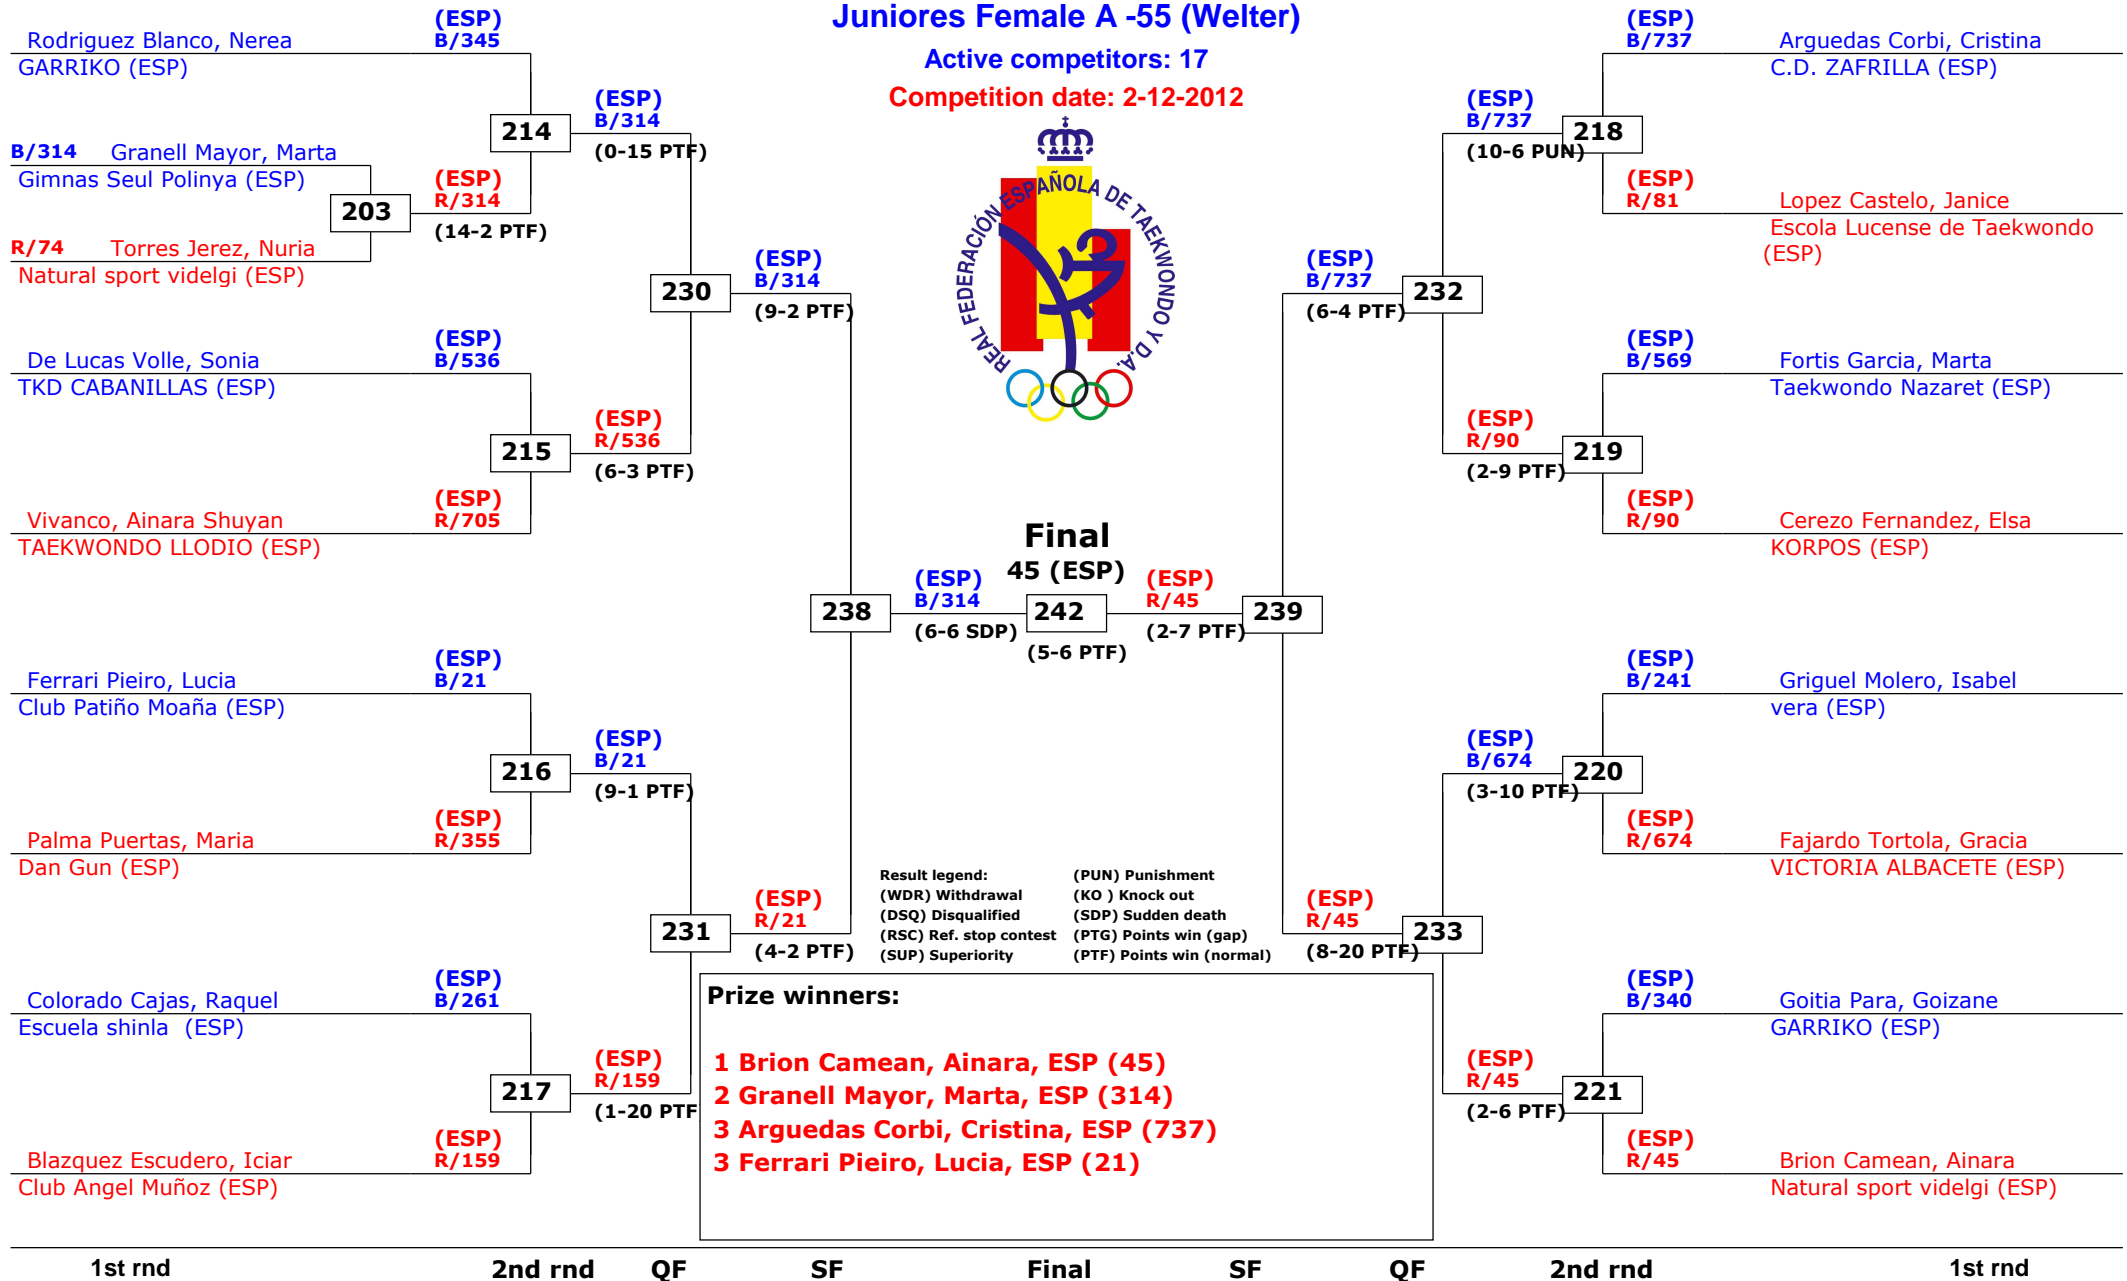 Juniores Female A -55 (Welter)
Active competitors: 17
Competition date: 2-12-2012
REAL FEDERACIÓN ESPAÑOLA DE TAEKWONDO Y D.A.
Rodriguez Blanco, Nerea
GARRIKO (ESP)
(ESP)
B/345
B/314 Granell Mayor, Marta
Gimnas Seul Polinya (ESP)
R/74 Torres Jerez, Nuria
Natural sport videlgi (ESP)
203
(ESP)
R/314
(14-2 PTF)
214
(ESP)
B/314
(0-15 PTF)
De Lucas Volle, Sonia
TKD CABANILLAS (ESP)
(ESP)
B/536
Vivanco, Ainara Shuyan
TAEKWONDO LLODIO (ESP)
(ESP)
R/705
215
(ESP)
R/536
(6-3 PTF)
230
(ESP)
B/314
(9-2 PTF)
Ferrari Pieiro, Lucia
Club Patiño Moaña (ESP)
(ESP)
B/21
Palma Puertas, Maria
Dan Gun (ESP)
(ESP)
R/355
216
(ESP)
B/21
(9-1 PTF)
Colorado Cajas, Raquel
Escuela shinla (ESP)
(ESP)
B/261
Blazquez Escudero, Iciar
Club Angel Muñoz (ESP)
(ESP)
R/159
217
(ESP)
R/159
(1-20 PTF
231
(ESP)
R/21
(4-2 PTF)
238
(ESP)
B/314
(6-6 SDP)
Final
45 (ESP)
242
(5-6 PTF)
(ESP)
R/45
(2-7 PTF)
239
(ESP)
B/737
(6-4 PTF)
232
(ESP)
B/737
(10-6 PUN)
218
(ESP)
B/737
Arguedas Corbi, Cristina
C.D. ZAFRILLA (ESP)
(ESP)
R/81
Lopez Castelo, Janice
Escola Lucense de Taekwondo
(ESP)
(ESP)
R/90
(2-9 PTF)
219
(ESP)
B/569
Fortis Garcia, Marta
Taekwondo Nazaret (ESP)
(ESP)
R/90
Cerezo Fernandez, Elsa
KORPOS (ESP)
(ESP)
R/45
(8-20 PTF)
233
(ESP)
B/674
(3-10 PTF)
220
(ESP)
B/241
Griguel Molero, Isabel
vera (ESP)
(ESP)
R/674
Fajardo Tortola, Gracia
VICTORIA ALBACETE (ESP)
(ESP)
R/45
(2-6 PTF)
221
(ESP)
B/340
Goitia Para, Goizane
GARRIKO (ESP)
(ESP)
R/45
Brion Camean, Ainara
Natural sport videlgi (ESP)
Result legend:
(WDR) Withdrawal
(DSQ) Disqualified
(RSC) Ref. stop contest
(SUP) Superiority
(PUN) Punishment
(KO ) Knock out
(SDP) Sudden death
(PTG) Points win (gap)
(PTF) Points win (normal)
Prize winners:
1 Brion Camean, Ainara, ESP (45)
2 Granell Mayor, Marta, ESP (314)
3 Arguedas Corbi, Cristina, ESP (737)
3 Ferrari Pieiro, Lucia, ESP (21)
1st rnd 2nd rnd QF SF Final SF QF 2nd rnd 1st rnd